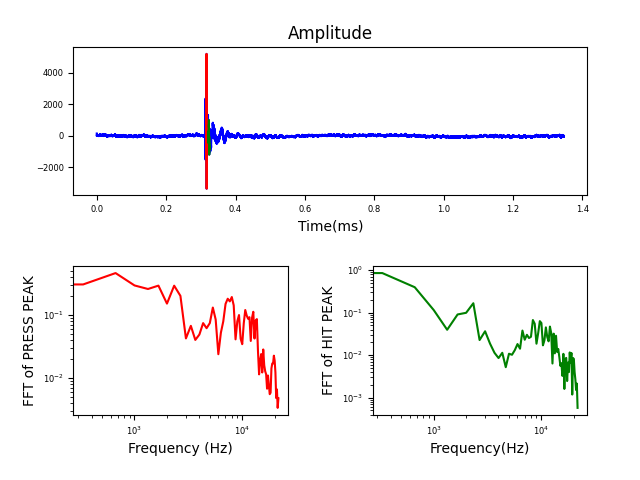 Amplitude
4000
2000
0
−2000
0.0 0.2 0.4 0.6 0.8 1.0 1.2 1.4
Time(ms)
FFT of PRESS PEAK
10⁻¹
10⁻²
10³ 10⁴
Frequency (Hz)
FFT of HIT PEAK
10⁰
10⁻¹
10⁻²
10⁻³
10³ 10⁴
Frequency(Hz)